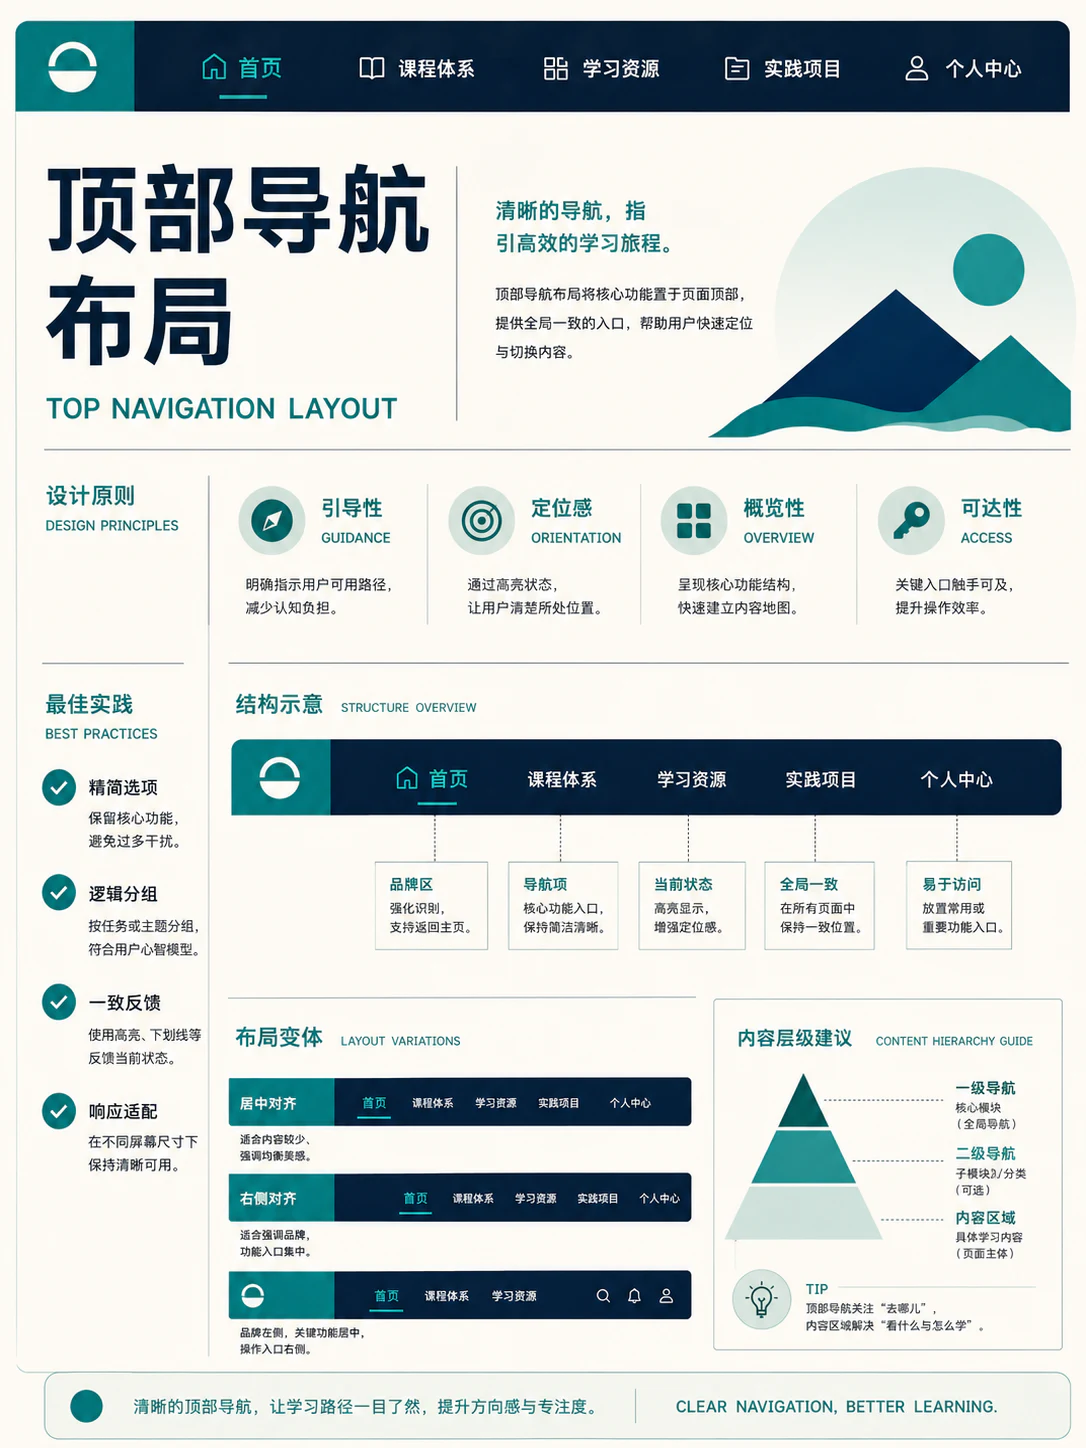 首页
课程体系
学习资源
实践项目
个人中心
顶部导航
布局
TOP NAVIGATION LAYOUT
清晰的导航，指
引高效的学习旅程。
顶部导航布局将核心功能置于页面顶部，
提供全局一致的入口，帮助用户快速定位
与切换内容。
设计原则
DESIGN PRINCIPLES
引导性
GUIDANCE
明确指示用户可用路径，
减少认知负担。
定位感
ORIENTATION
通过高亮状态，
让用户清楚所处位置。
概览性
OVERVIEW
呈现核心功能结构，
快速建立内容地图。
可达性
ACCESS
关键入口触手可及，
提升操作效率。
最佳实践
BEST PRACTICES
精简选项
保留核心功能，
避免过多干扰。
逻辑分组
按任务或主题分组，
符合用户心智模型。
一致反馈
使用高亮、下划线等
反馈当前状态。
响应适配
在不同屏幕尺寸下
保持清晰可用。
结构示意 STRUCTURE OVERVIEW
首页
课程体系
学习资源
实践项目
个人中心
品牌区
强化识别，
支持返回主页。
导航项
核心功能入口，
保持简洁清晰。
当前状态
高亮显示，
增强定位感。
全局一致
在所有页面中
保持一致位置。
易于访问
放置常用或
重要功能入口。
布局变体 LAYOUT VARIATIONS
居中对齐
首页
课程体系
学习资源
实践项目
个人中心
适合内容较少、
强调均衡美感。
右侧对齐
首页
课程体系
学习资源
实践项目
个人中心
适合强调品牌，
功能入口集中。
首页
课程体系
学习资源
品牌左侧，关键功能居中，
操作入口右侧。
内容层级建议 CONTENT HIERARCHY GUIDE
一级导航
核心模块
（全局导航）
二级导航
子模块/分类
（可选）
内容区域
具体学习内容
（页面主体）
TIP
顶部导航关注“去哪儿”，
内容区域解决“看什么与怎么学”。
清晰的顶部导航，让学习路径一目了然，提升方向感与专注度。
CLEAR NAVIGATION, BETTER LEARNING.